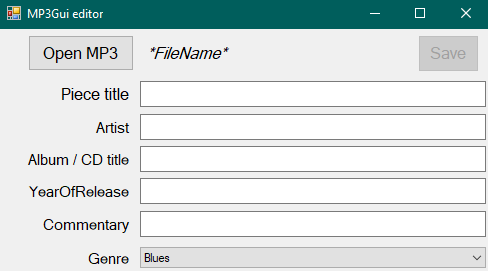 MP3Gui editor
Open MP3 *FileName* Save
Piece title
Artist
Album / CD title
YearOfRelease
Commentary
Genre Blues